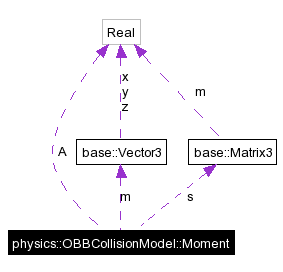 Real
x
y
z
m
A
base::Vector3
base::Matrix3
m
s
physics::OBBCollisionModel::Moment